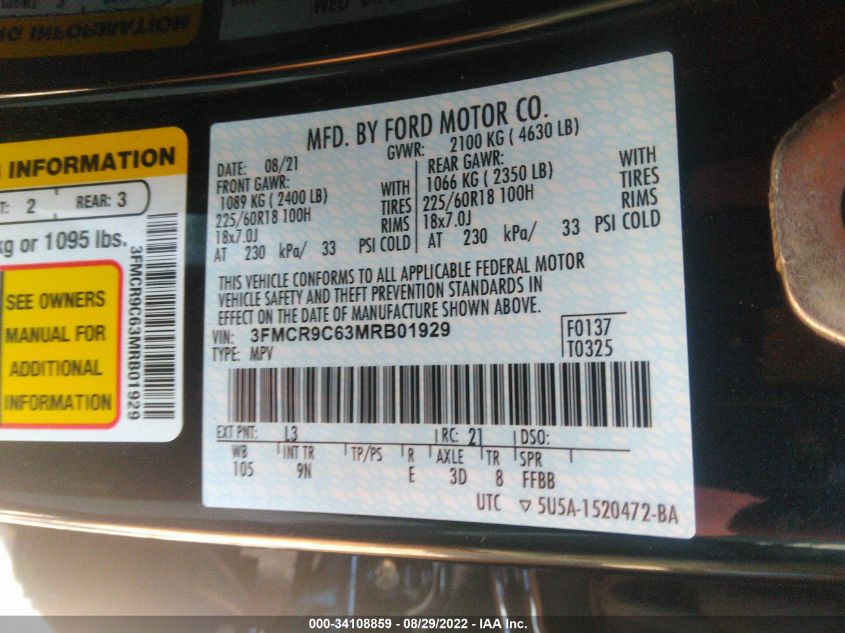 G INFORMATION
T: 2 REAR: 3
kg or 1095 lbs.
SEE OWNERS
MANUAL FOR
ADDITIONAL
INFORMATION
3FMCR9C63MRB01929
MFD. BY FORD MOTOR CO.
DATE: 08/21 GVWR: 2100 KG ( 4630 LB)
FRONT GAWR: REAR GAWR:
1089 KG ( 2400 LB) WITH 1066 KG ( 2350 LB) WITH
225/60R18 100H TIRES 225/60R18 100H TIRES
18x7.0J RIMS 18x7.0J RIMS
AT 230 kPa/ 33 PSI COLD AT 230 kPa/ 33 PSI COLD
THIS VEHICLE CONFORMS TO ALL APPLICABLE FEDERAL MOTOR
VEHICLE SAFETY AND THEFT PREVENTION STANDARDS IN
EFFECT ON THE DATE OF MANUFACTURE SHOWN ABOVE.
VIN: 3FMCR9C63MRB01929 F0137
TYPE: MPV T0325
EXT PNT: L3 RC: 21 DSO:
WB INT TR TP/PS R AXLE TR SPR
105 9N E 3D 8 FFBB
UTC ▽ 5U5A-1520472-BA
000-34108859 - 08/29/2022 - IAA Inc.